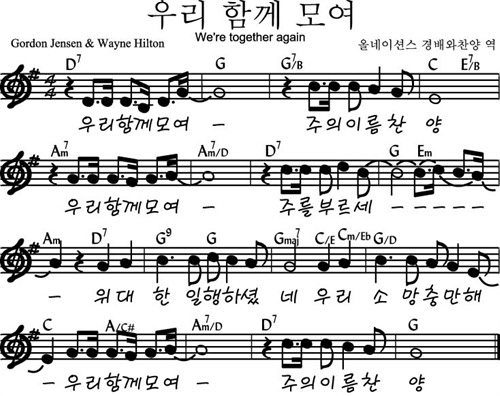 우리 함께 모여
We're together again
Gordon Jensen & Wayne Hilton 올네이션스 경배와찬양 역
D7 G G7/B C E7/B
우리함께모여 - 주의이름찬 양
Am7 Am7/D D7 G Em
우리함께모여 - 주를부르세 - - - - -
Am D7 G9 G Gmaj7 C/E Cm/Eb G/D
- 위대 한 일행하셨 네 우리 소 망충만해
C A/C# Am7/D D7 G
- 우리함께모여 - 주의이름찬 양